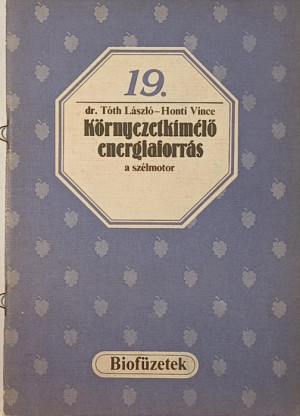 19.
dr. Tóth László–Honti Vince
Környezetkímélő
energiaforrás
a szélmotor
Biofüzetek